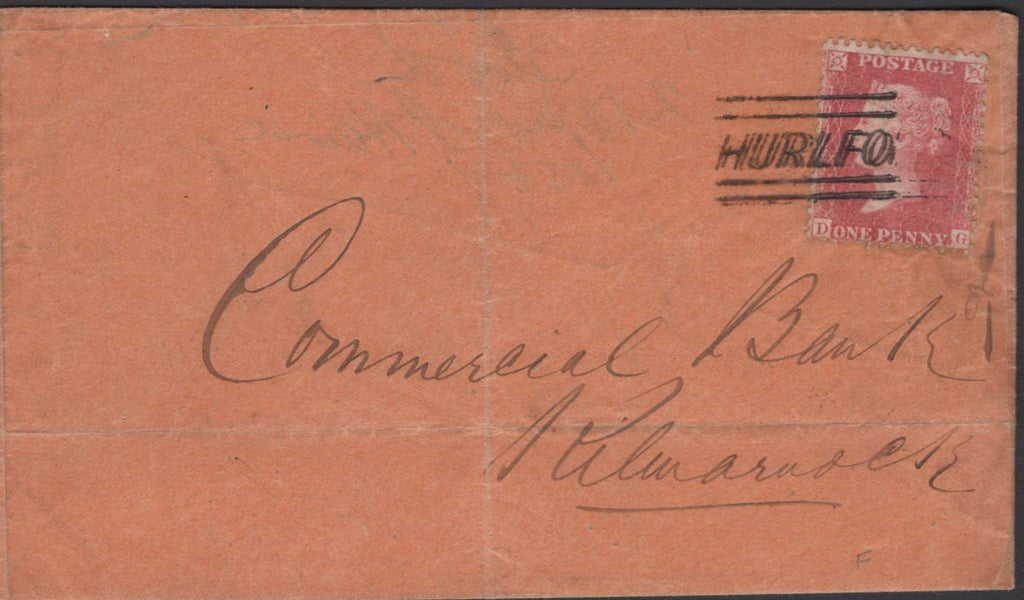 POSTAGE
HURLFO
D ONE PENNY G
Commercial Bank
Kilmarnock
F